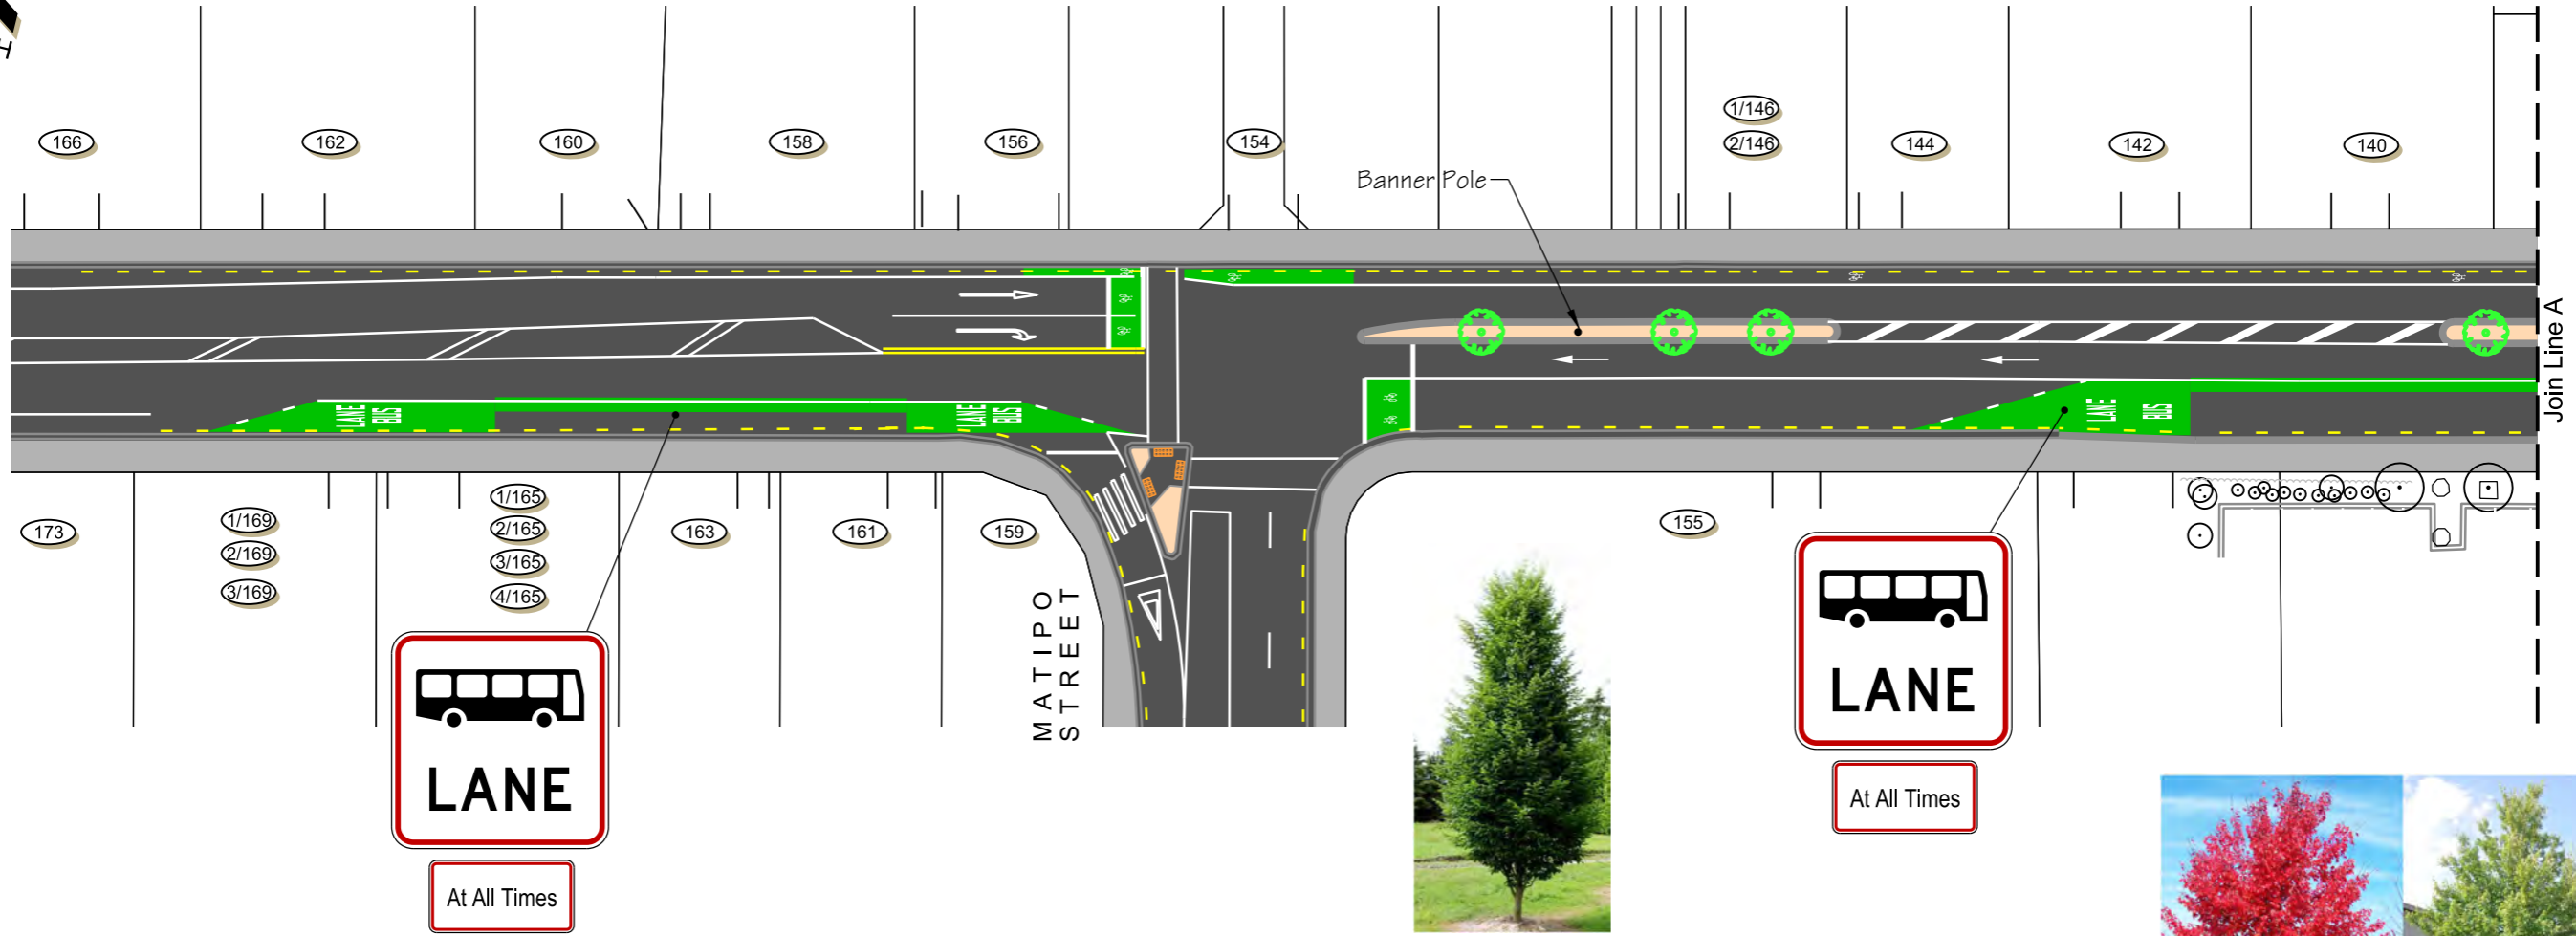 H
166
162
160
158
156
154
1/146
2/146
144
142
140
Banner Pole
LANE
BUS
LANE
BUS
LANE
BUS
Join Line A
173
1/169
2/169
3/169
1/165
2/165
3/165
4/165
163
161
159
155
MATIPO
STREET
LANE
At All Times
LANE
At All Times